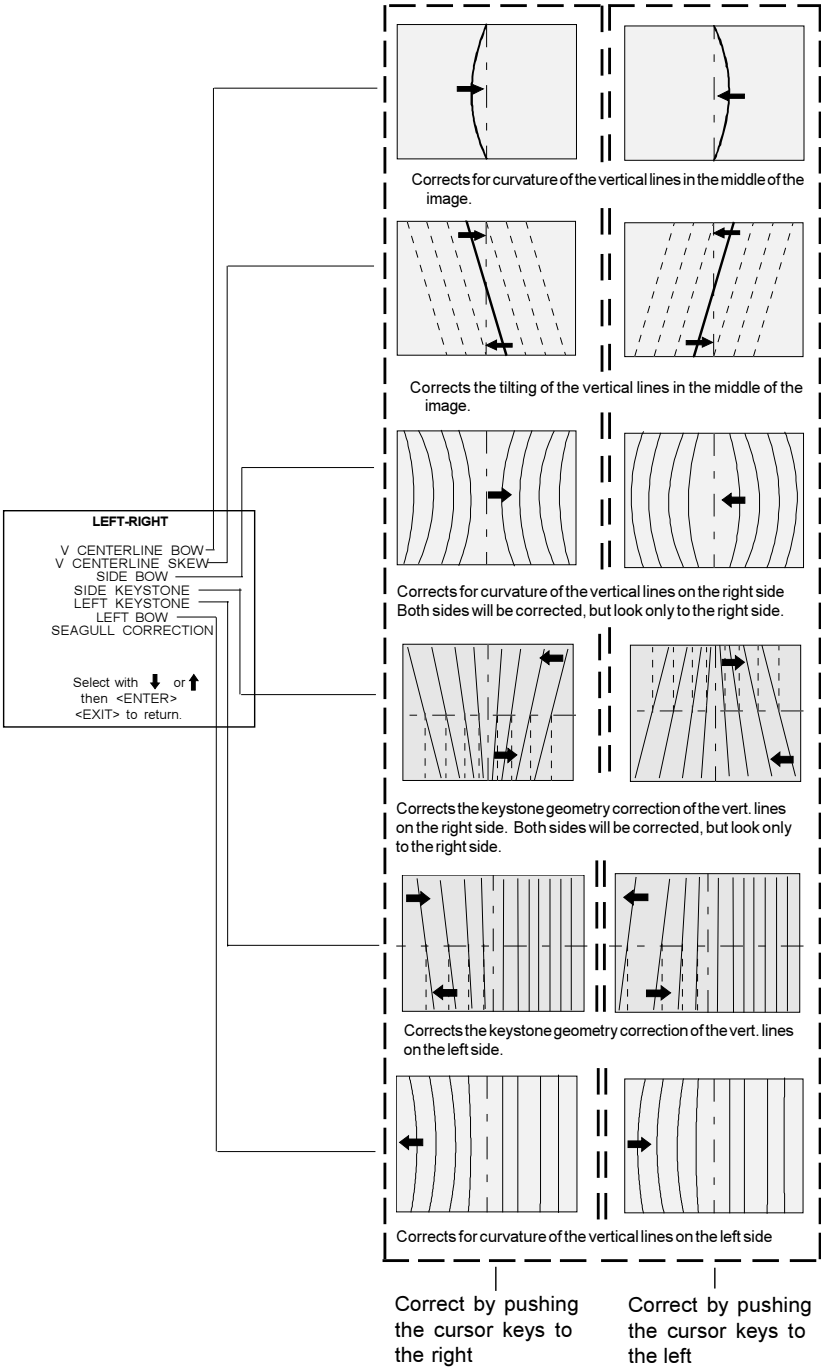 Corrects for curvature of the vertical lines in the middle of the
image.
Corrects the tilting of the vertical lines in the middle of the
image.
LEFT-RIGHT
V CENTERLINE BOW
V CENTERLINE SKEW
SIDE BOW
SIDE KEYSTONE
LEFT KEYSTONE
LEFT BOW
SEAGULL CORRECTION
Select with ⬇ or ⬆
then <ENTER>
<EXIT> to return.
Corrects for curvature of the vertical lines on the right side
Both sides will be corrected, but look only to the right side.
Corrects the keystone geometry correction of the vert. lines
on the right side. Both sides will be corrected, but look only
to the right side.
Corrects the keystone geometry correction of the vert. lines
on the left side.
Corrects for curvature of the vertical lines on the left side
Correct by pushing
the cursor keys to
the right
Correct by pushing
the cursor keys to
the left